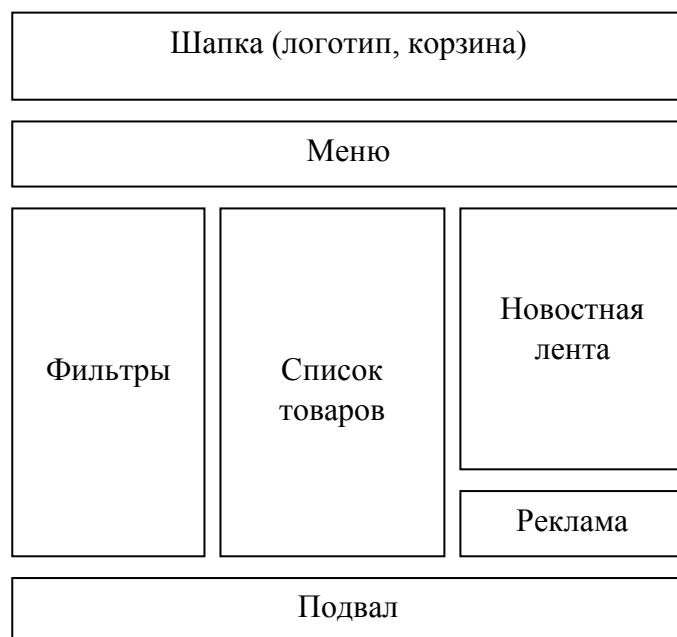 Шапка (логотип, корзина)
Меню
Фильтры
Список
товаров
Новостная
лента
Реклама
Подвал